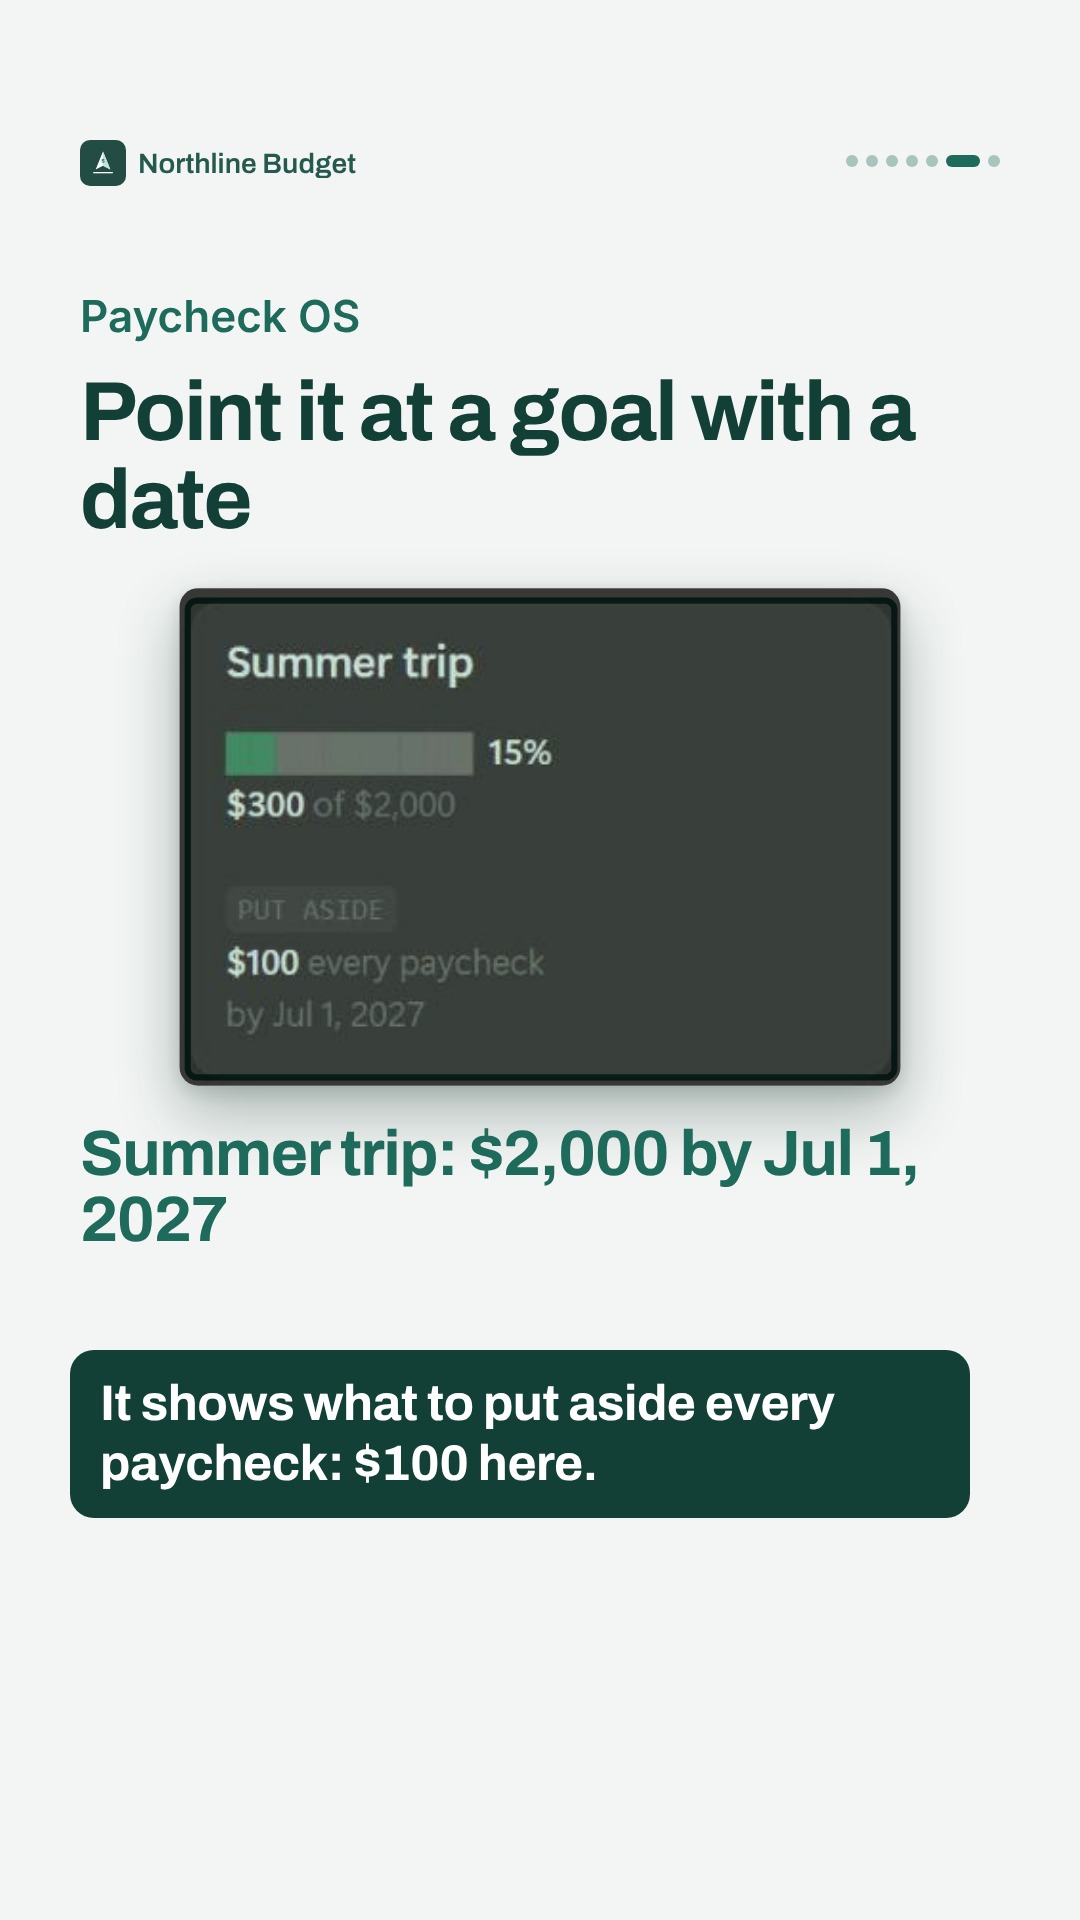 Northline Budget
Paycheck OS
Point it at a goal with a
date
Summer trip
15%
$300 of $2,000
PUT ASIDE
$100 every paycheck
by Jul 1, 2027
Summer trip: $2,000 by Jul 1,
2027
It shows what to put aside every
paycheck: $100 here.